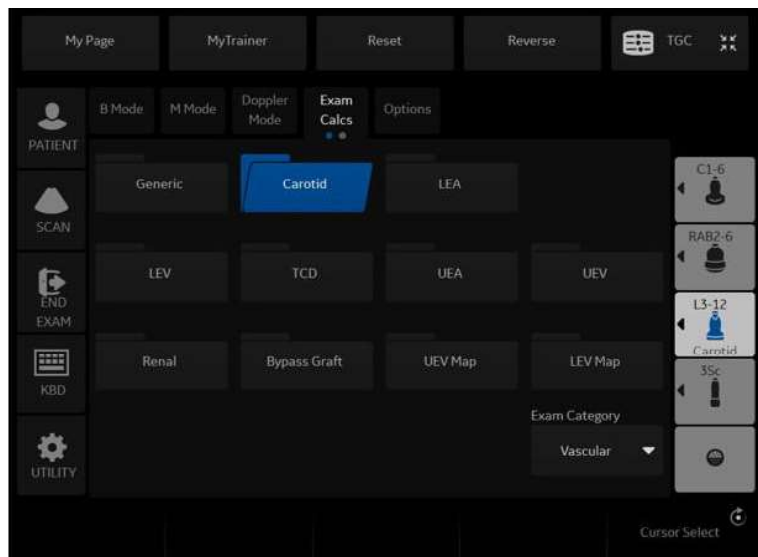 My Page
MyTrainer
Reset
Reverse
TGC
PATIENT
SCAN
END
EXAM
KBD
UTILITY
B Mode
M Mode
Doppler
Mode
Exam
Calcs
Options
Generic
Carotid
LEA
LEV
TCD
UEA
UEV
Renal
Bypass Graft
UEV Map
LEV Map
Exam Category
Vascular
C1-6
RAB2-6
L3-12
Carotid
3Sc
Cursor Select